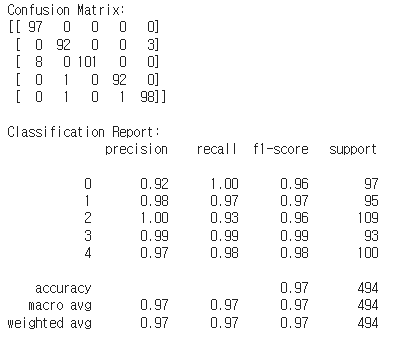 Confusion Matrix:
[[ 97   0   0   0   0]
 [  0  92   0   0   3]
 [  8   0 101   0   0]
 [  0   1   0  92   0]
 [  0   1   0   1  98]]

Classification Report:
              precision    recall  f1-score   support

           0       0.92      1.00      0.96        97
           1       0.98      0.97      0.97        95
           2       1.00      0.93      0.96       109
           3       0.99      0.99      0.99        93
           4       0.97      0.98      0.98       100

    accuracy                           0.97       494
   macro avg       0.97      0.97      0.97       494
weighted avg       0.97      0.97      0.97       494